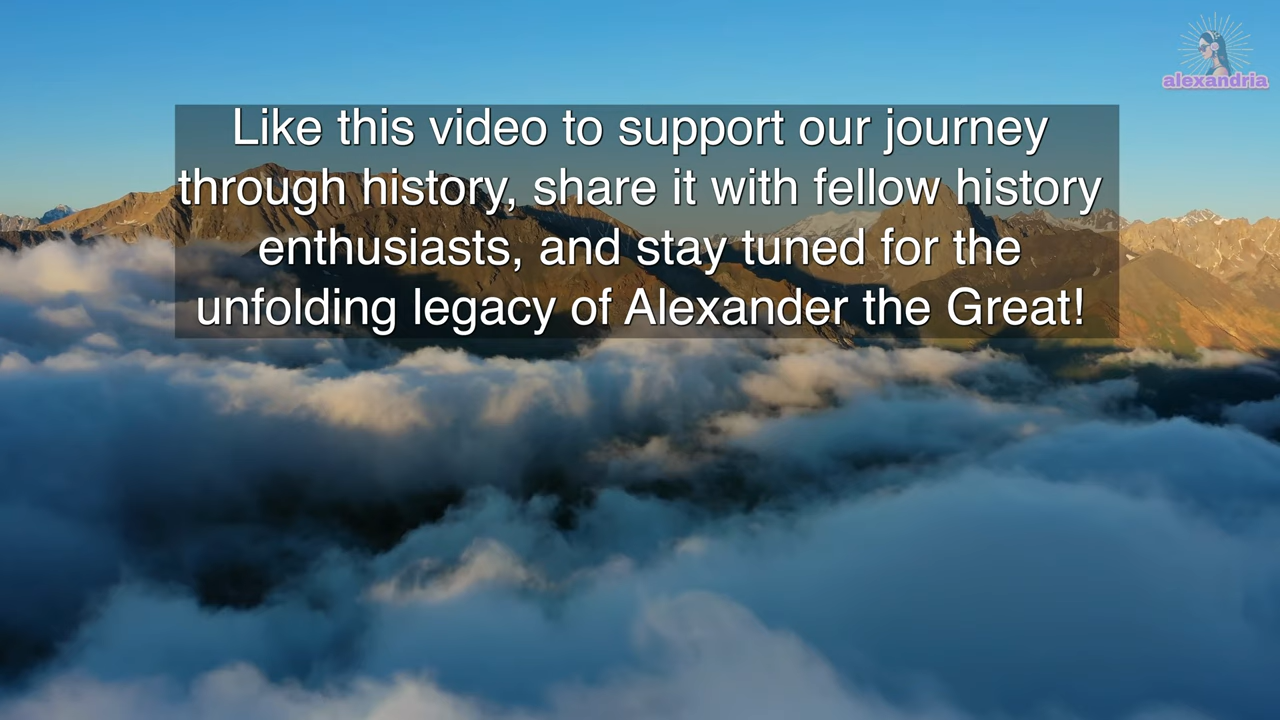 alexandria
Like this video to support our journey
through history, share it with fellow history
enthusiasts, and stay tuned for the
unfolding legacy of Alexander the Great!